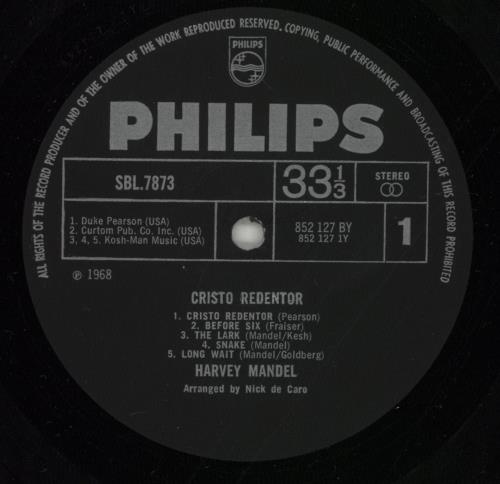 ALL RIGHTS OF THE RECORD PRODUCER AND OF THE OWNER OF THE WORK REPRODUCED RESERVED. COPYING, PUBLIC PERFORMANCE AND BROADCASTING OF THIS RECORD PROHIBITED
PHILIPS
PHILIPS
SBL.7873
33 1/3
STEREO
1. Duke Pearson (USA)
2. Curtom Pub. Co. Inc. (USA)
3, 4, 5. Kosh-Man Music (USA)
852 127 BY
852 127 1Y
1
℗ 1968
CRISTO REDENTOR
1. CRISTO REDENTOR (Pearson)
2. BEFORE SIX (Fraiser)
3. THE LARK (Mandel/Kesh)
4. SNAKE (Mandel)
5. LONG WAIT (Mandel/Goldberg)
HARVEY MANDEL
Arranged by Nick de Caro